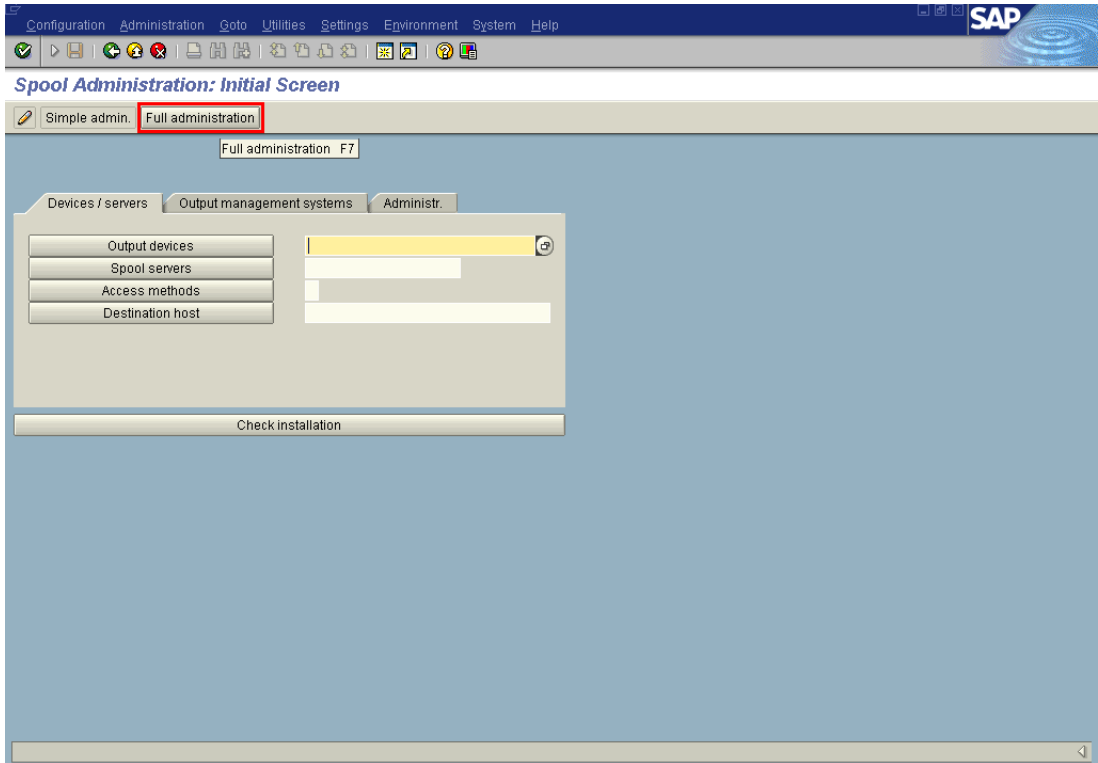 Configuration Administration Goto Utilities Settings Environment System Help
SAP
Spool Administration: Initial Screen
Simple admin. Full administration
Full administration F7
Devices / servers Output management systems Administr.
Output devices
Spool servers
Access methods
Destination host
Check installation